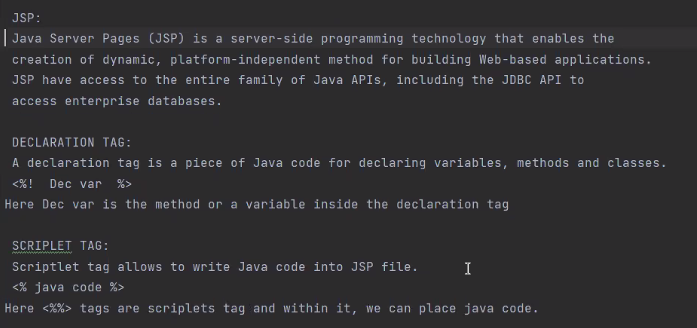 JSP:
Java Server Pages (JSP) is a server-side programming technology that enables the
creation of dynamic, platform-independent method for building Web-based applications.
JSP have access to the entire family of Java APIs, including the JDBC API to
access enterprise databases.
DECLARATION TAG:
A declaration tag is a piece of Java code for declaring variables, methods and classes.
<%!  Dec var  %>
Here Dec var is the method or a variable inside the declaration tag
SCRIPLET TAG:
Scriptlet tag allows to write Java code into JSP file.
<% java code %>
Here <%%> tags are scriplets tag and within it, we can place java code.